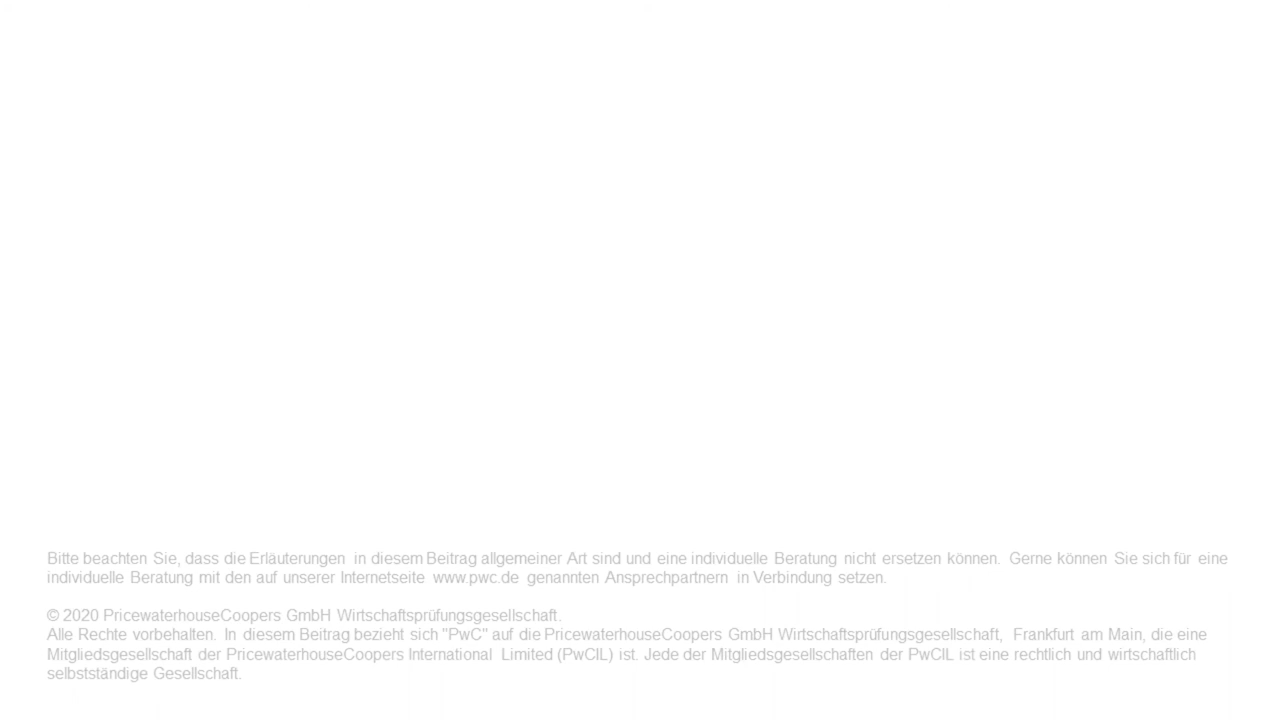 Bitte beachten Sie, dass die Erläuterungen in diesem Beitrag allgemeiner Art sind und eine individuelle Beratung nicht ersetzen können. Gerne können Sie sich für eine
individuelle Beratung mit den auf unserer Internetseite www.pwc.de genannten Ansprechpartnern in Verbindung setzen.
© 2020 PricewaterhouseCoopers GmbH Wirtschaftsprüfungsgesellschaft.
Alle Rechte vorbehalten. In diesem Beitrag bezieht sich "PwC" auf die PricewaterhouseCoopers GmbH Wirtschaftsprüfungsgesellschaft, Frankfurt am Main, die eine
Mitgliedsgesellschaft der PricewaterhouseCoopers International Limited (PwCIL) ist. Jede der Mitgliedsgesellschaften der PwCIL ist eine rechtlich und wirtschaftlich
selbstständige Gesellschaft.